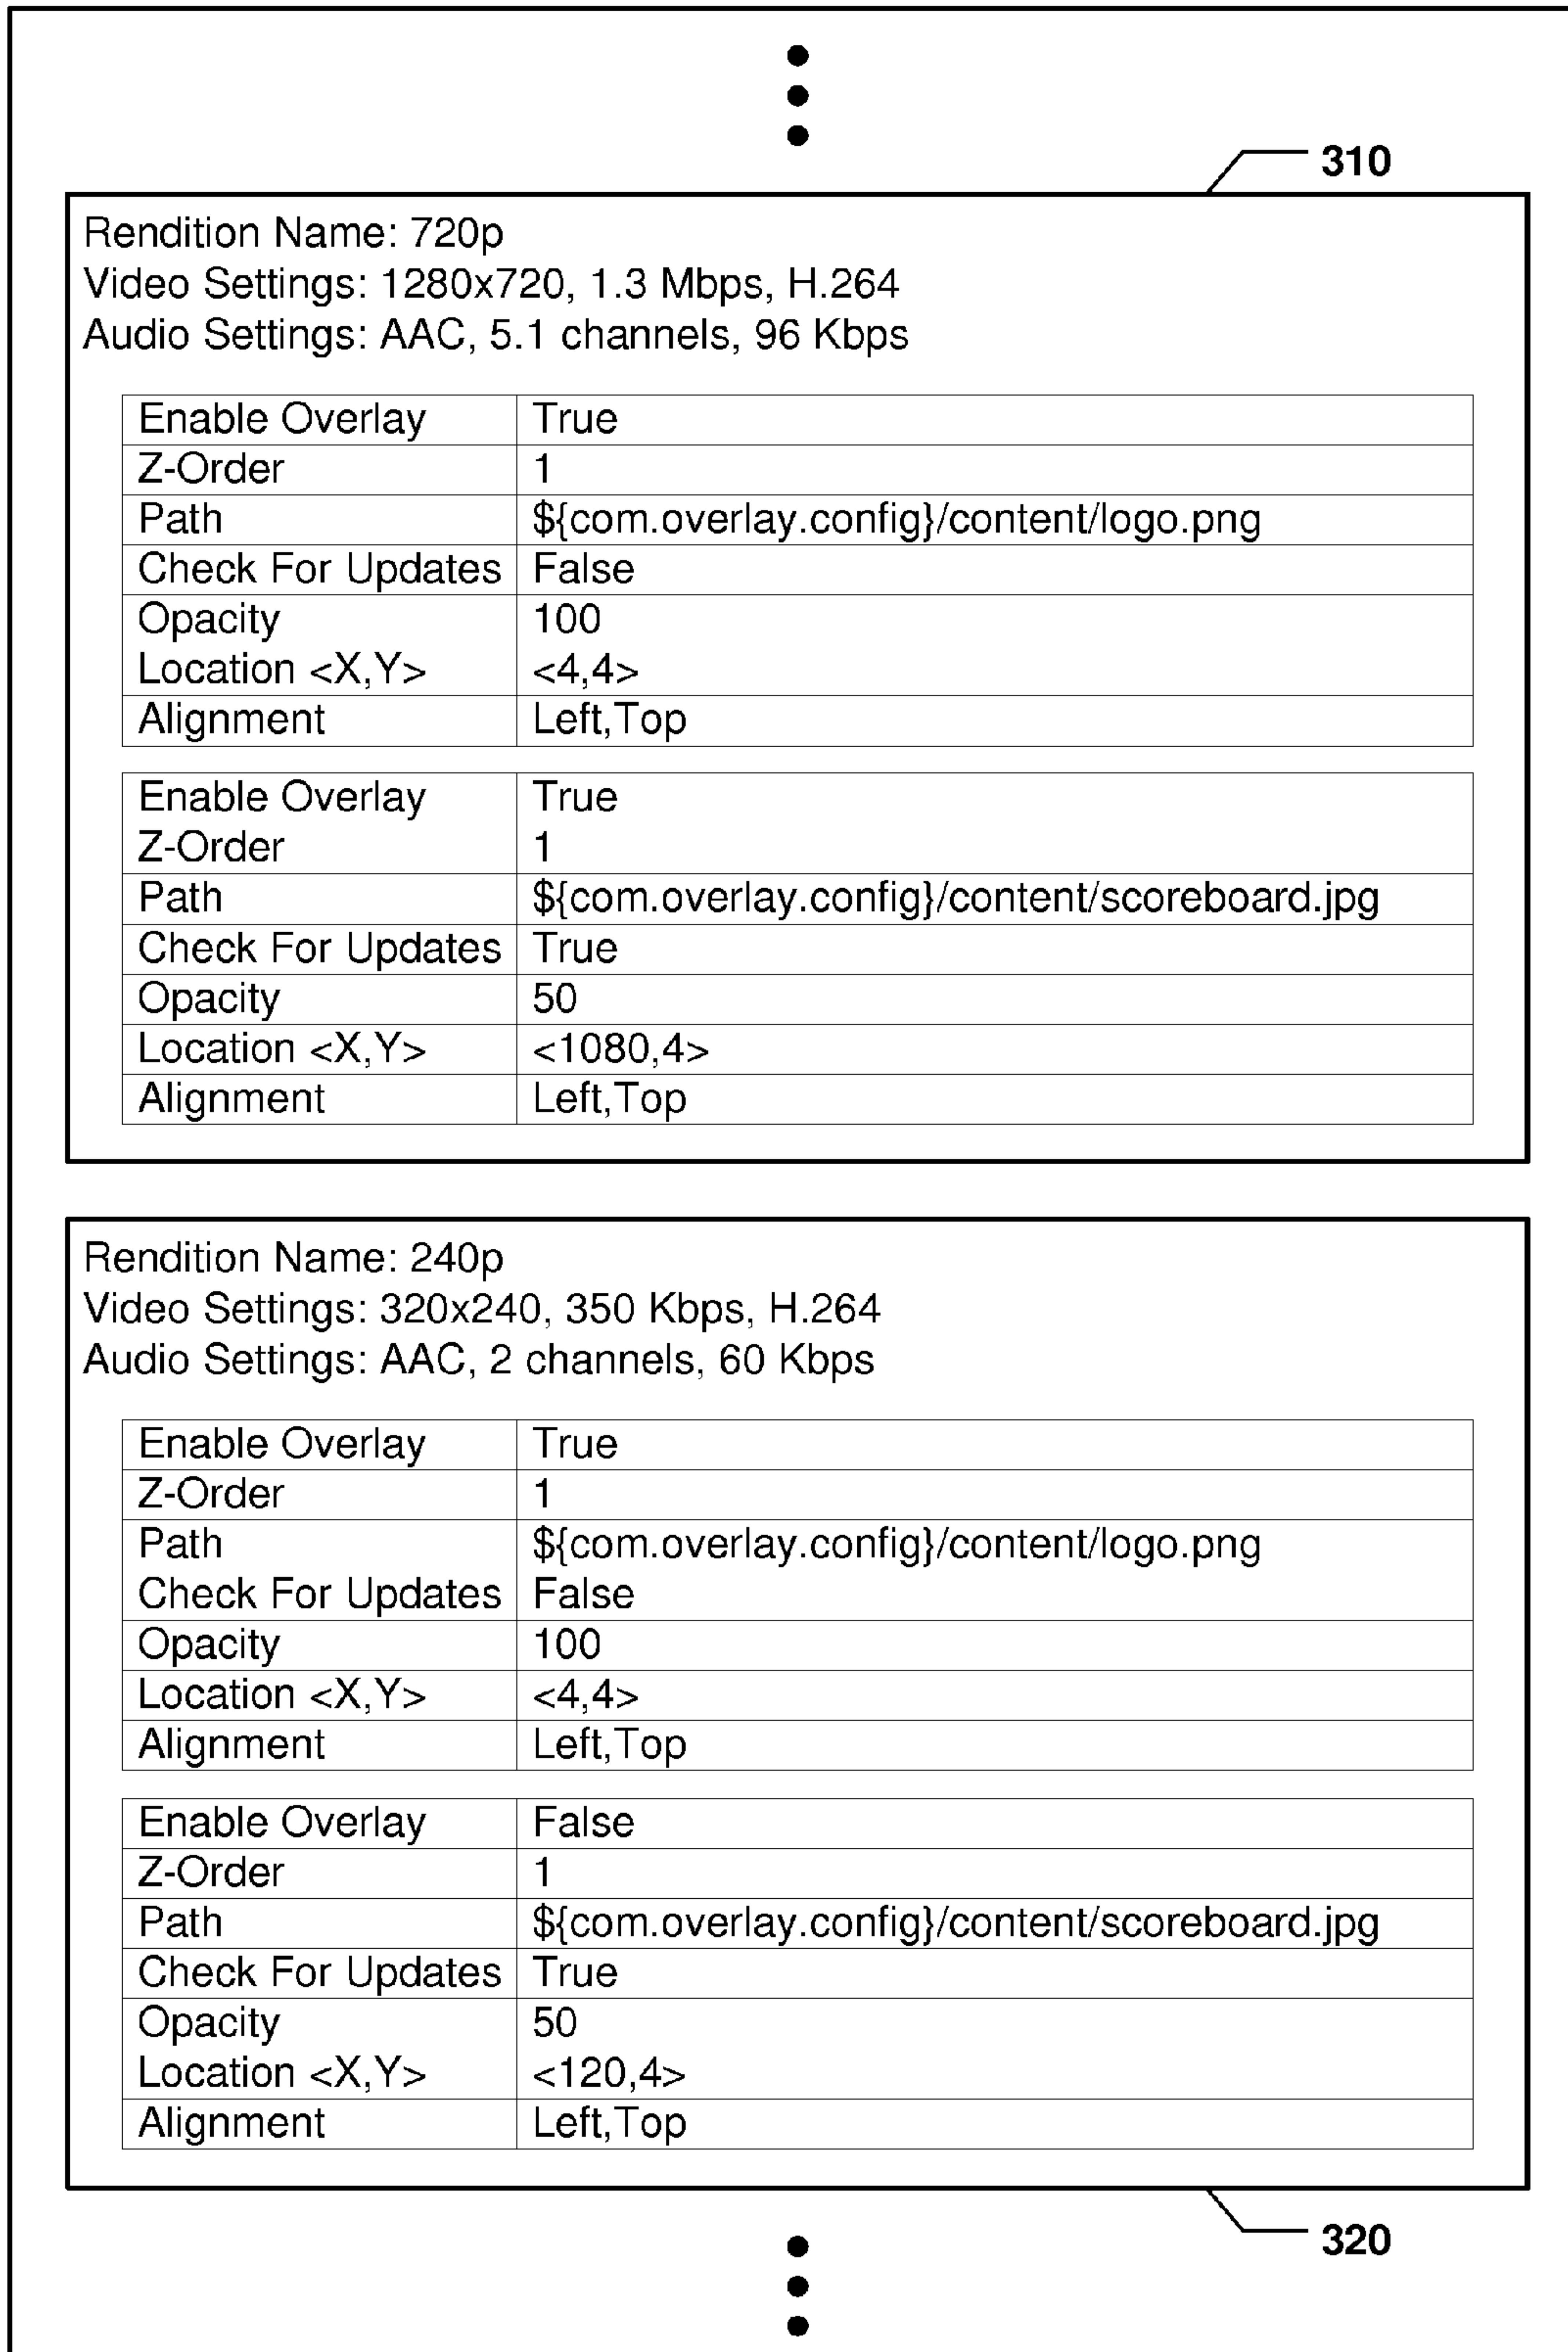 310
Rendition Name: 720p
Video Settings: 1280x720, 1.3 Mbps, H.264
Audio Settings: AAC, 5.1 channels, 96 Kbps
Enable Overlay True
Z-Order 1
Path ${com.overlay.config}/content/logo.png
Check For Updates False
Opacity 100
Location <X,Y> <4,4>
Alignment Left,Top
Enable Overlay True
Z-Order 1
Path ${com.overlay.config}/content/scoreboard.jpg
Check For Updates True
Opacity 50
Location <X,Y> <1080,4>
Alignment Left,Top
Rendition Name: 240p
Video Settings: 320x240, 350 Kbps, H.264
Audio Settings: AAC, 2 channels, 60 Kbps
Enable Overlay True
Z-Order 1
Path ${com.overlay.config}/content/logo.png
Check For Updates False
Opacity 100
Location <X,Y> <4,4>
Alignment Left,Top
Enable Overlay False
Z-Order 1
Path ${com.overlay.config}/content/scoreboard.jpg
Check For Updates True
Opacity 50
Location <X,Y> <120,4>
Alignment Left,Top
320